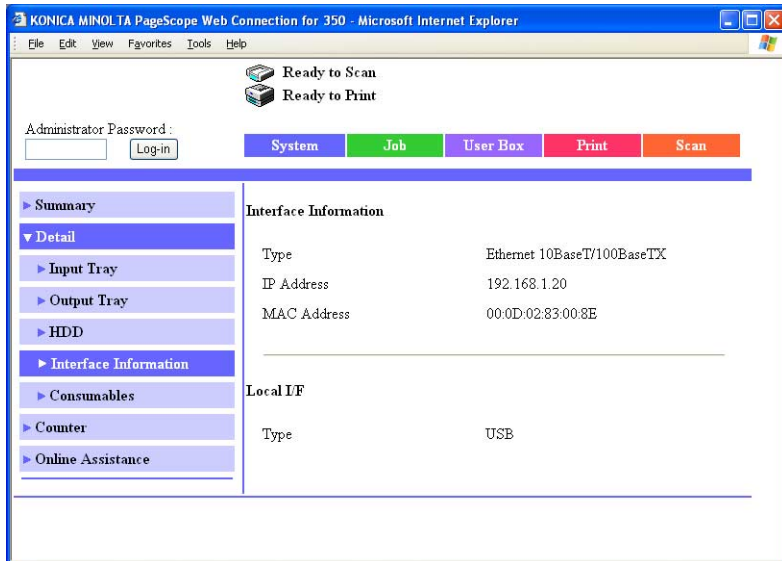 KONICA MINOLTA PageScope Web Connection for 350 - Microsoft Internet Explorer
File Edit View Favorites Tools Help
Ready to Scan
Ready to Print
Administrator Password :
Log-in
System Job User Box Print Scan
Summary
Detail
Input Tray
Output Tray
HDD
Interface Information
Consumables
Counter
Online Assistance
Interface Information
Type Ethernet 10BaseT/100BaseTX
IP Address 192.168.1.20
MAC Address 00:0D:02:83:00:8E
Local I/F
Type USB